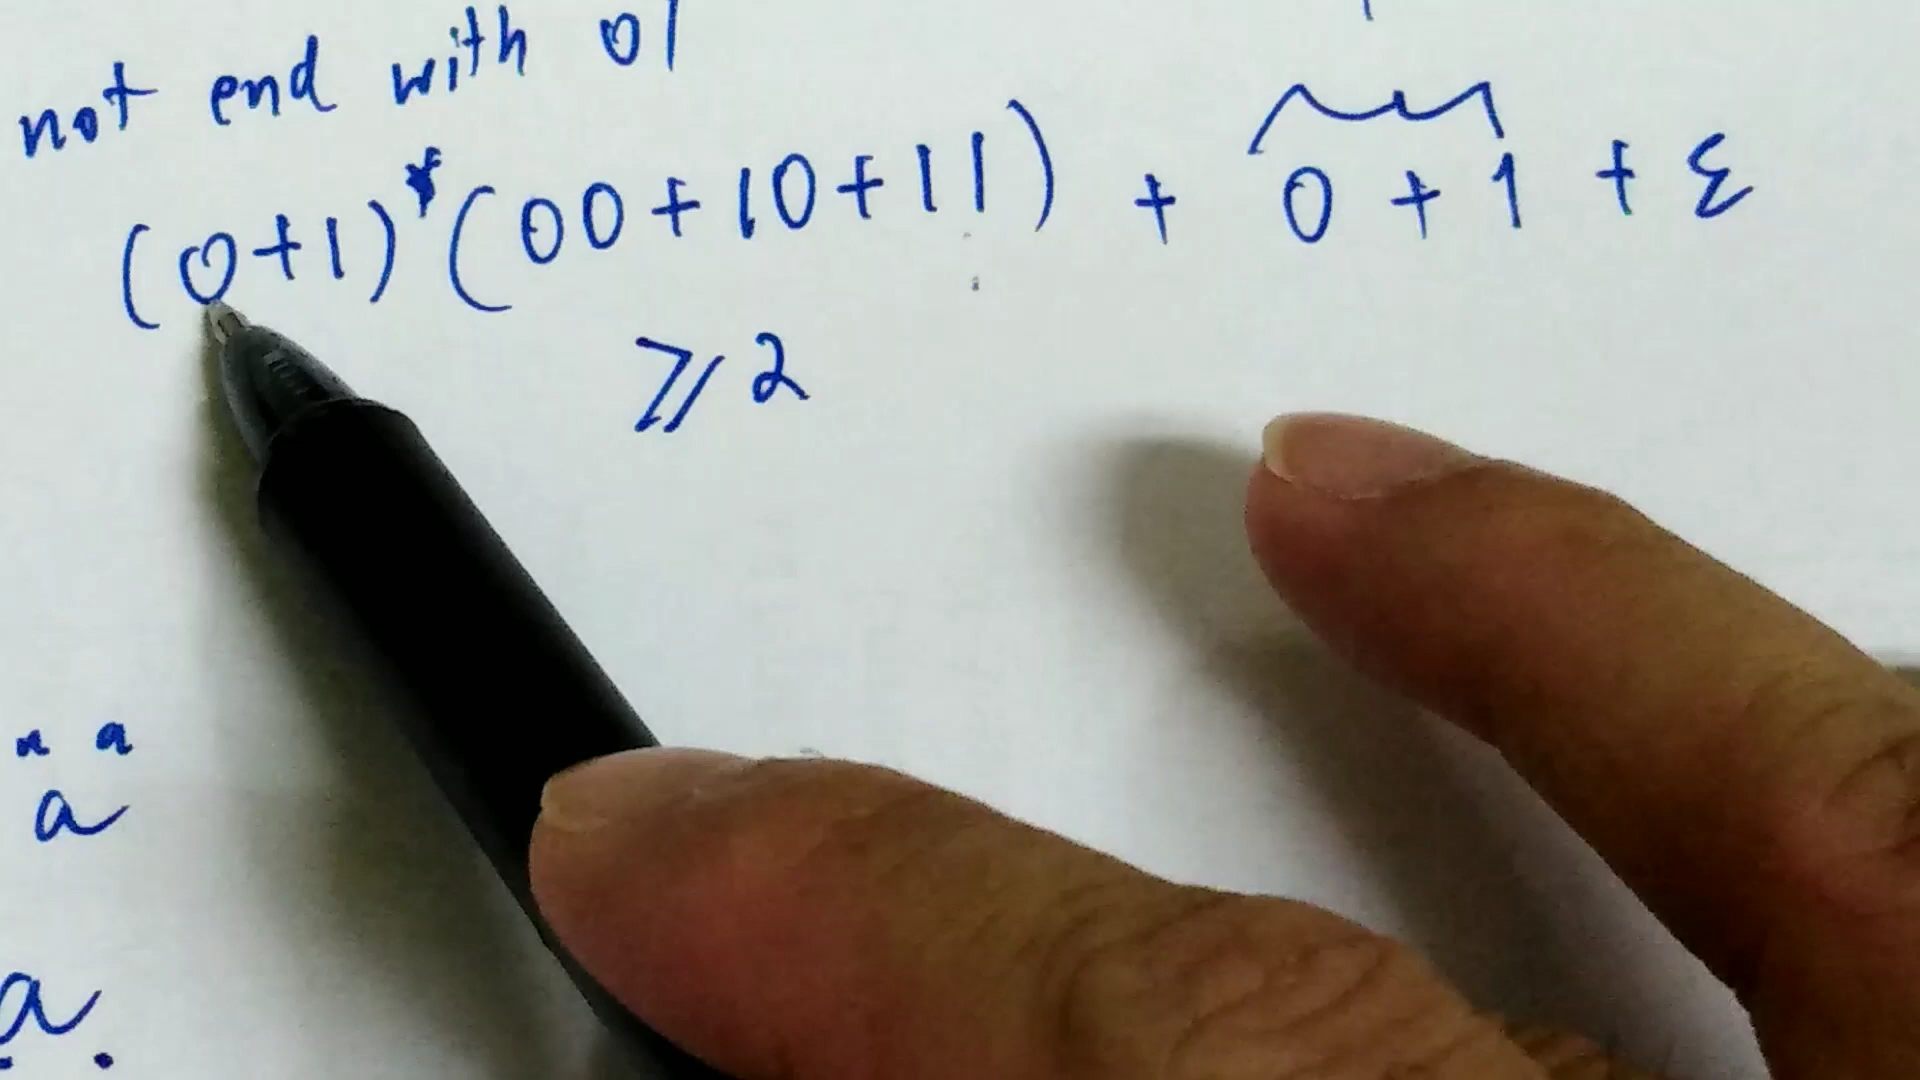 not end with 01
(0+1)*(00+10+11) + 0 + 1 + ε
≥ 2
a
a
a